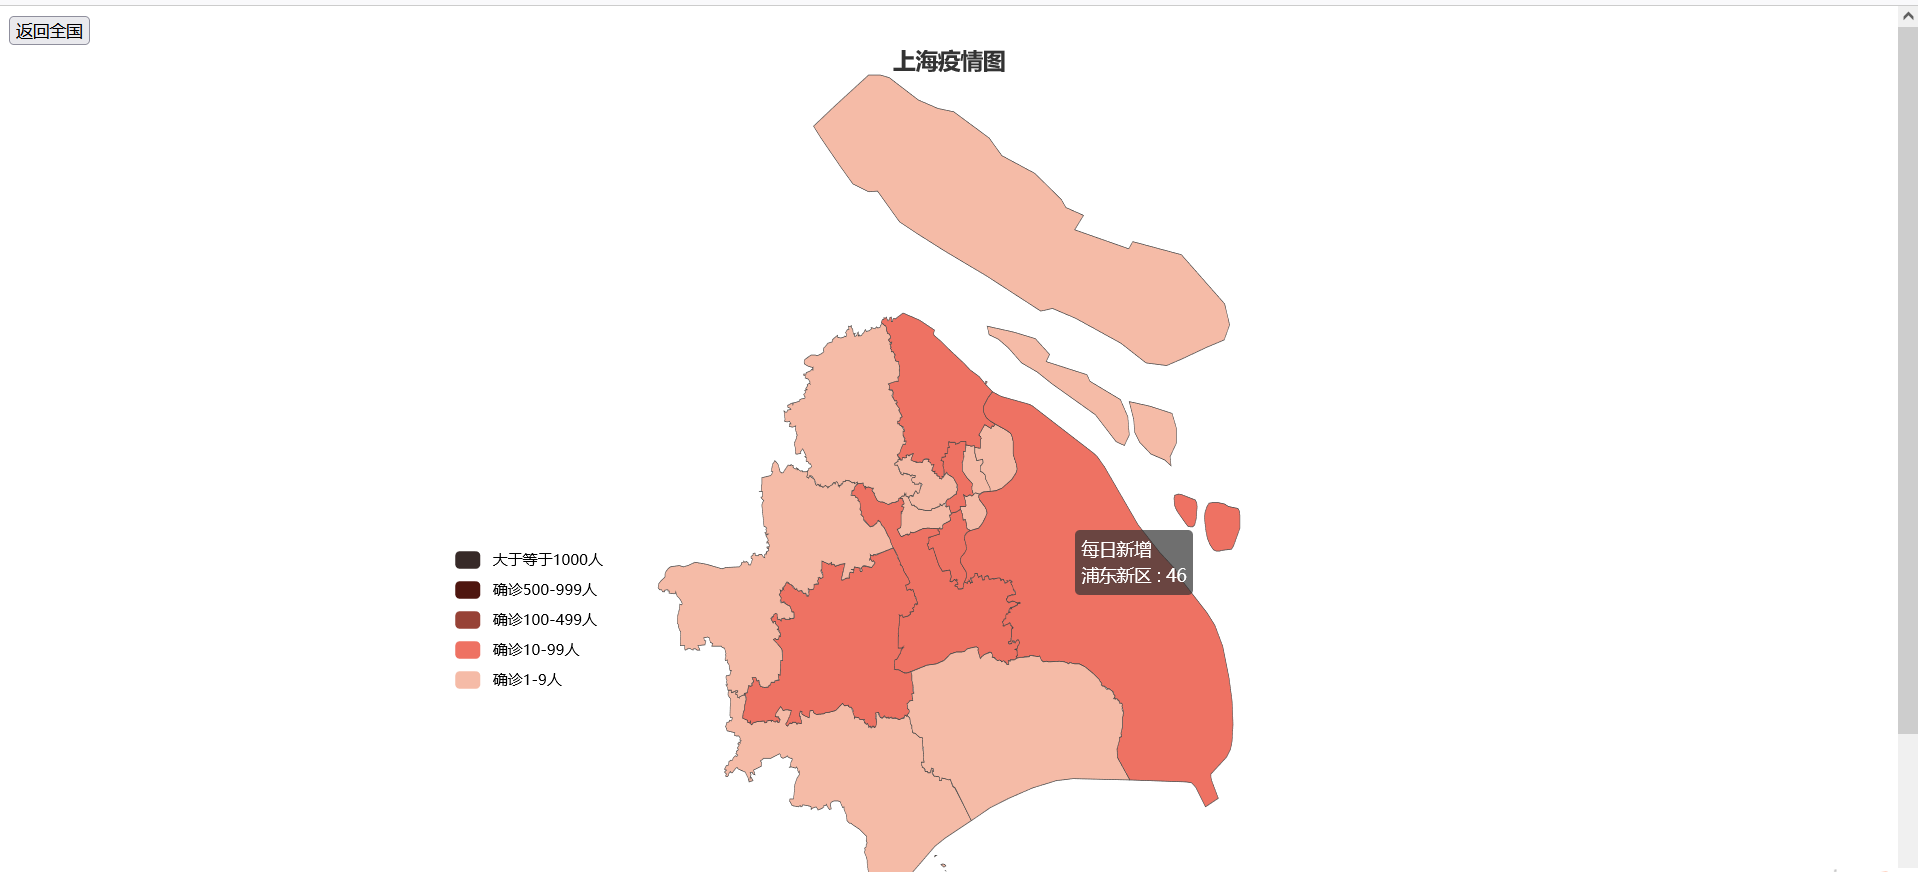 返回全国
上海疫情图
每日新增
浦东新区 : 46
大于等于1000人
确诊500-999人
确诊100-499人
确诊10-99人
确诊1-9人